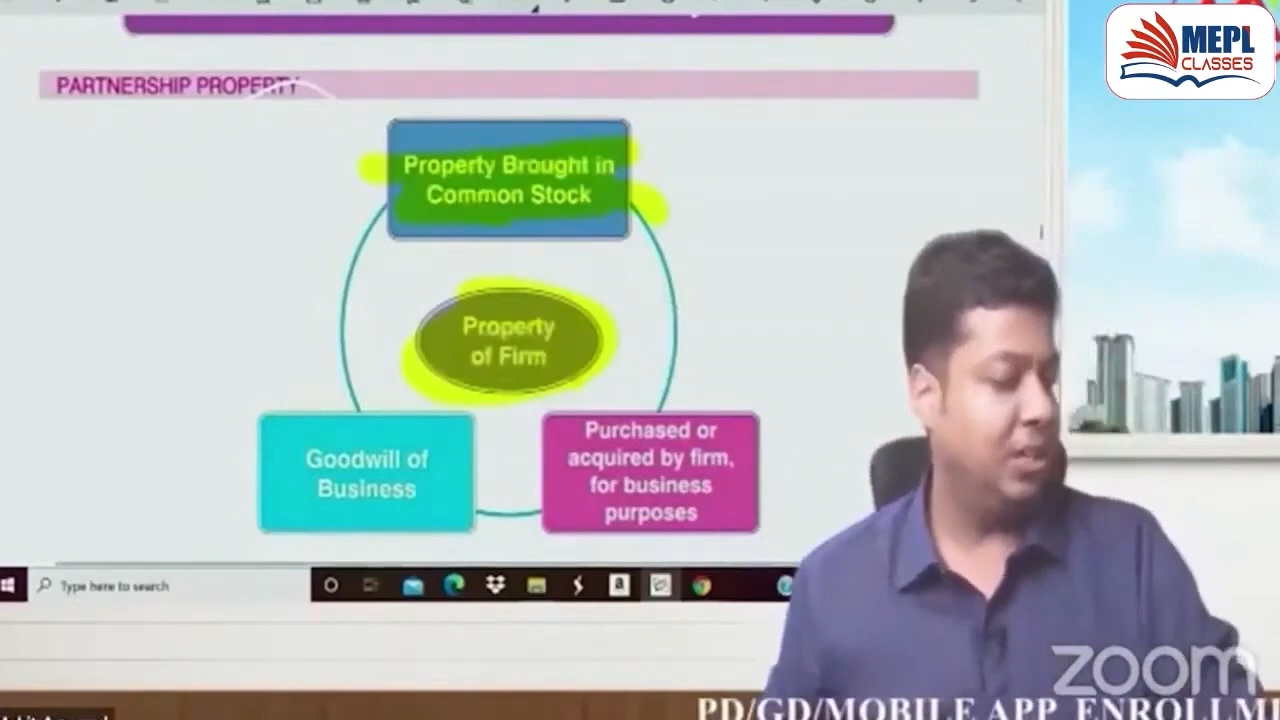 MEPL
CLASSES
PARTNERSHIP PROPERTY
Property Brought in
Common Stock
Property
of Firm
Goodwill of
Business
Purchased or
acquired by firm,
for business
purposes
Type here to search
zoom
PD/GD/MOBILE APP ENROLLM